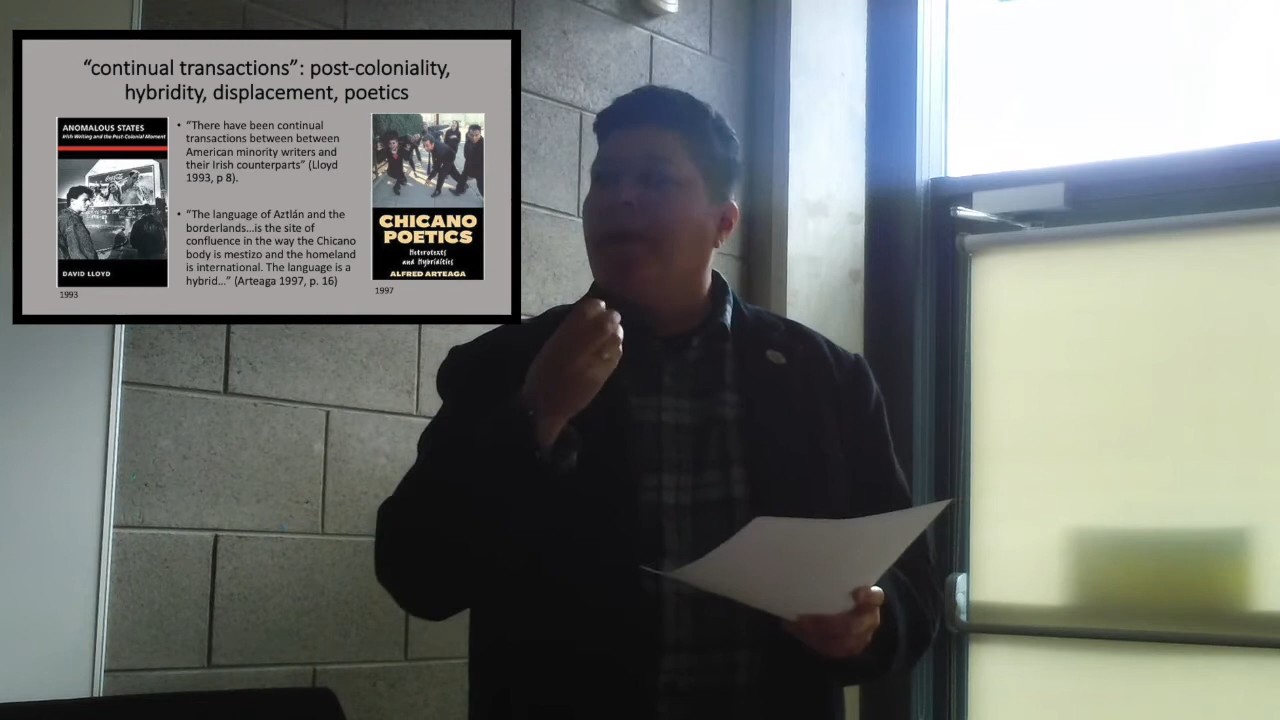 “continual transactions”: post-coloniality,
hybridity, displacement, poetics
ANOMALOUS STATES
Irish Writing and the Post-Colonial Moment
DAVID LLOYD
1993
• “There have been continual
transactions between between
American minority writers and
their Irish counterparts” (Lloyd
1993, p 8).
• “The language of Aztlán and the
borderlands…is the site of
confluence in the way the Chicano
body is mestizo and the homeland
is international. The language is a
hybrid…” (Arteaga 1997, p. 16)
CHICANO
POETICS
Heterotexts
and Hybridities
ALFRED ARTEAGA
1997